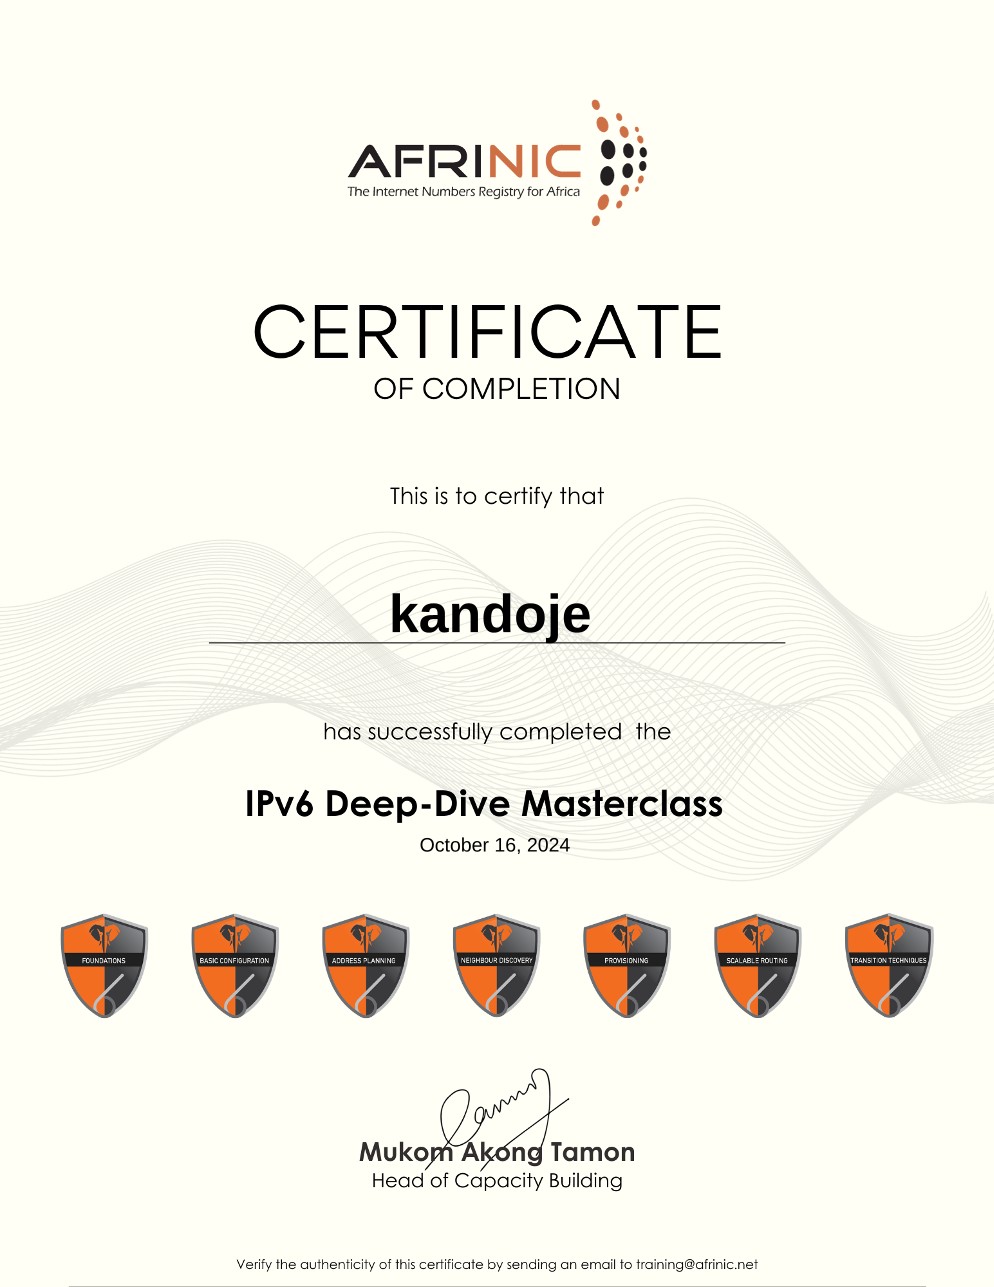 AFRINIC
The Internet Numbers Registry for Africa
CERTIFICATE
OF COMPLETION
This is to certify that
kandoje
has successfully completed the
IPv6 Deep-Dive Masterclass
October 16, 2024
FOUNDATIONS
BASIC CONFIGURATION
ADDRESS PLANNING
NEIGHBOUR DISCOVERY
PROVISIONING
SCALABLE ROUTING
TRANSITION TECHNIQUES
Mukom Akong Tamon
Head of Capacity Building
Verify the authenticity of this certificate by sending an email to training@afrinic.net